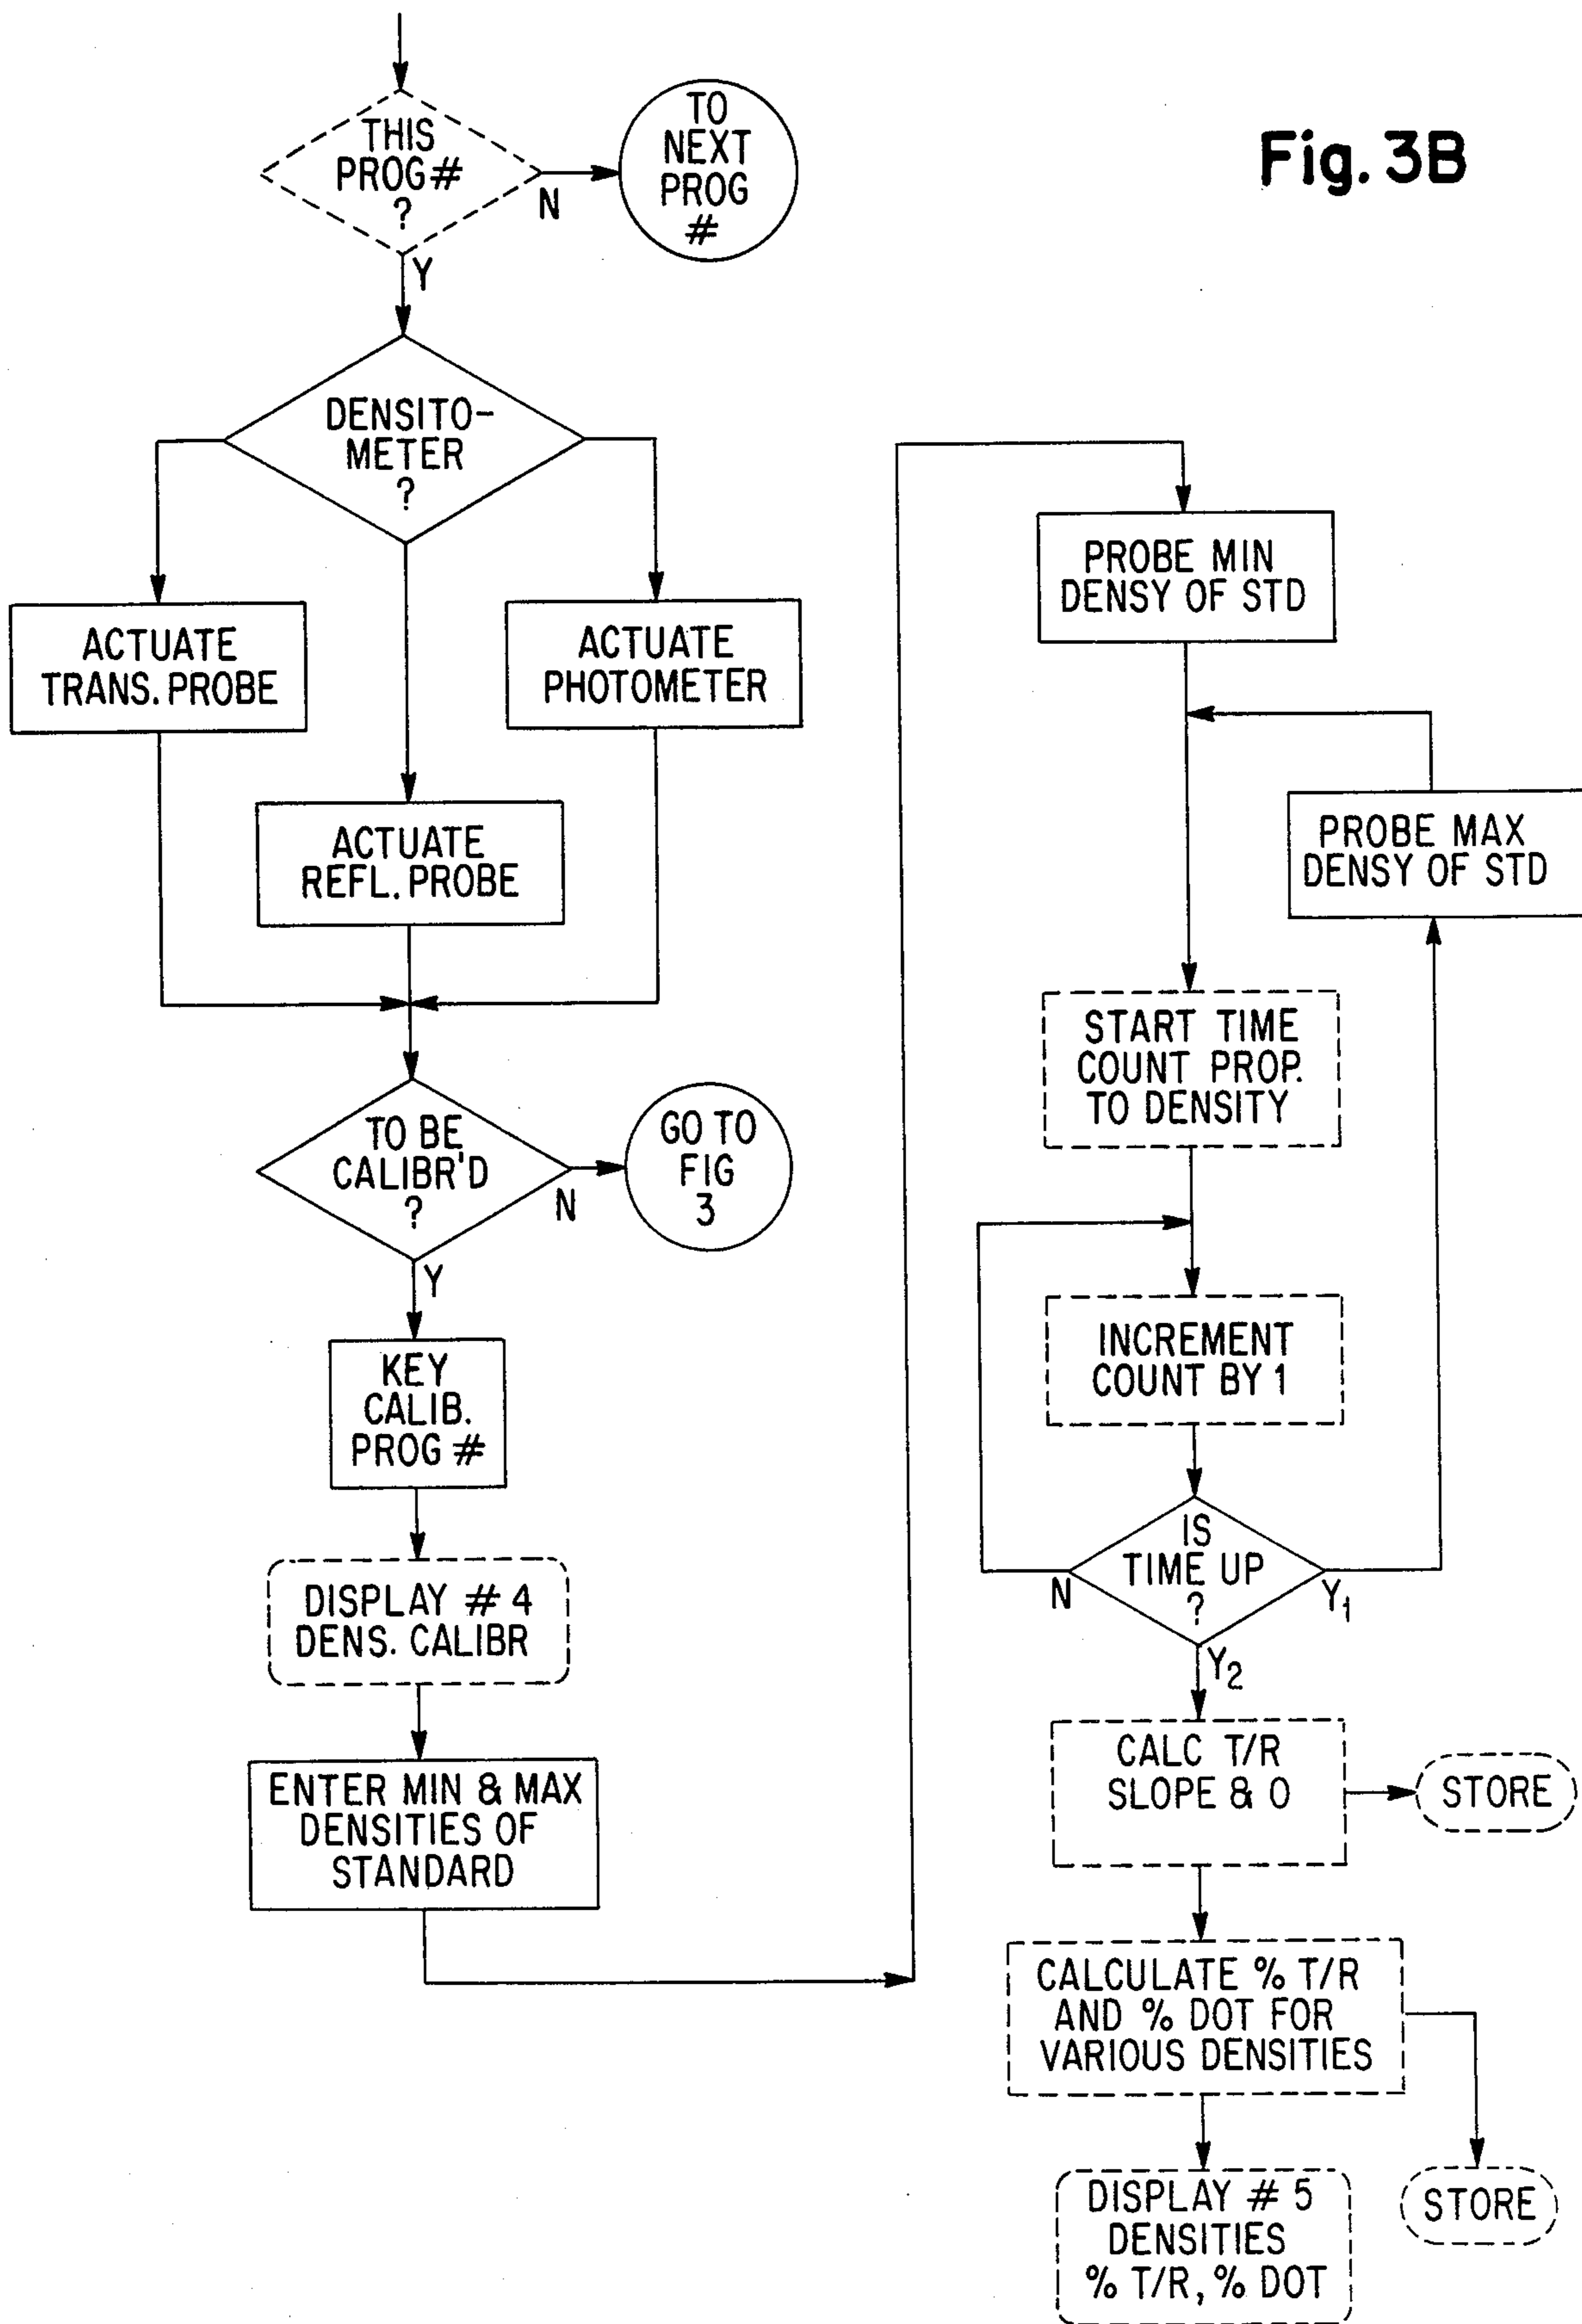 Fig. 3B
THIS
PROG #
?
N
TO
NEXT
PROG
#
Y
DENSITO-
METER
?
ACTUATE
TRANS. PROBE
ACTUATE
PHOTOMETER
ACTUATE
REFL. PROBE
TO BE
CALIBR'D
?
N
GO TO
FIG
3
Y
KEY
CALIB.
PROG #
DISPLAY # 4
DENS. CALIBR
ENTER MIN & MAX
DENSITIES OF
STANDARD
PROBE MIN
DENSY OF STD
PROBE MAX
DENSY OF STD
START TIME
COUNT PROP.
TO DENSITY
INCREMENT
COUNT BY 1
IS
TIME UP
?
N
Y1
Y2
CALC T/R
SLOPE & O
STORE
CALCULATE % T/R
AND % DOT FOR
VARIOUS DENSITIES
STORE
DISPLAY # 5
DENSITIES
% T/R, % DOT